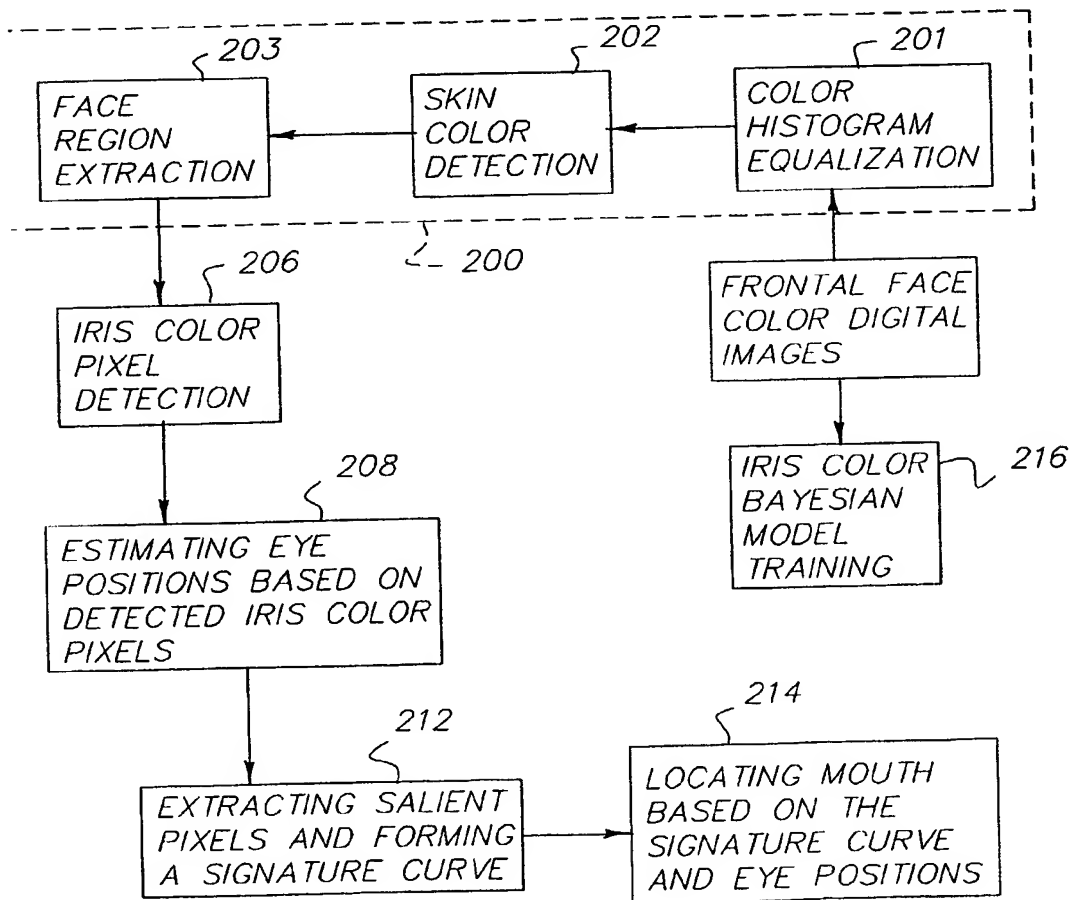 203
202
201
FACE
REGION
EXTRACTION
SKIN
COLOR
DETECTION
COLOR
HISTOGRAM
EQUALIZATION
200
206
IRIS COLOR
PIXEL
DETECTION
FRONTAL FACE
COLOR DIGITAL
IMAGES
208
ESTIMATING EYE
POSITIONS BASED ON
DETECTED IRIS COLOR
PIXELS
216
IRIS COLOR
BAYESIAN
MODEL
TRAINING
212
EXTRACTING SALIENT
PIXELS AND FORMING
A SIGNATURE CURVE
214
LOCATING MOUTH
BASED ON THE
SIGNATURE CURVE
AND EYE POSITIONS